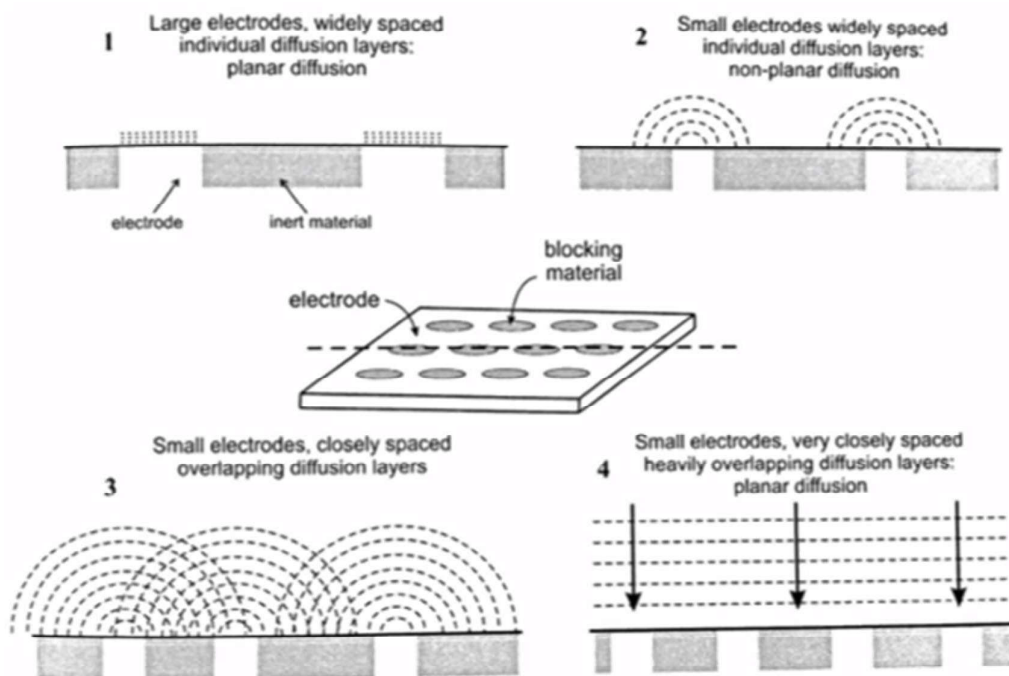 1
Large electrodes, widely spaced
individual diffusion layers:
planar diffusion
electrode
inert material
2
Small electrodes widely spaced
individual diffusion layers:
non-planar diffusion
blocking
material
electrode
3
Small electrodes, closely spaced
overlapping diffusion layers
4
Small electrodes, very closely spaced
heavily overlapping diffusion layers:
planar diffusion